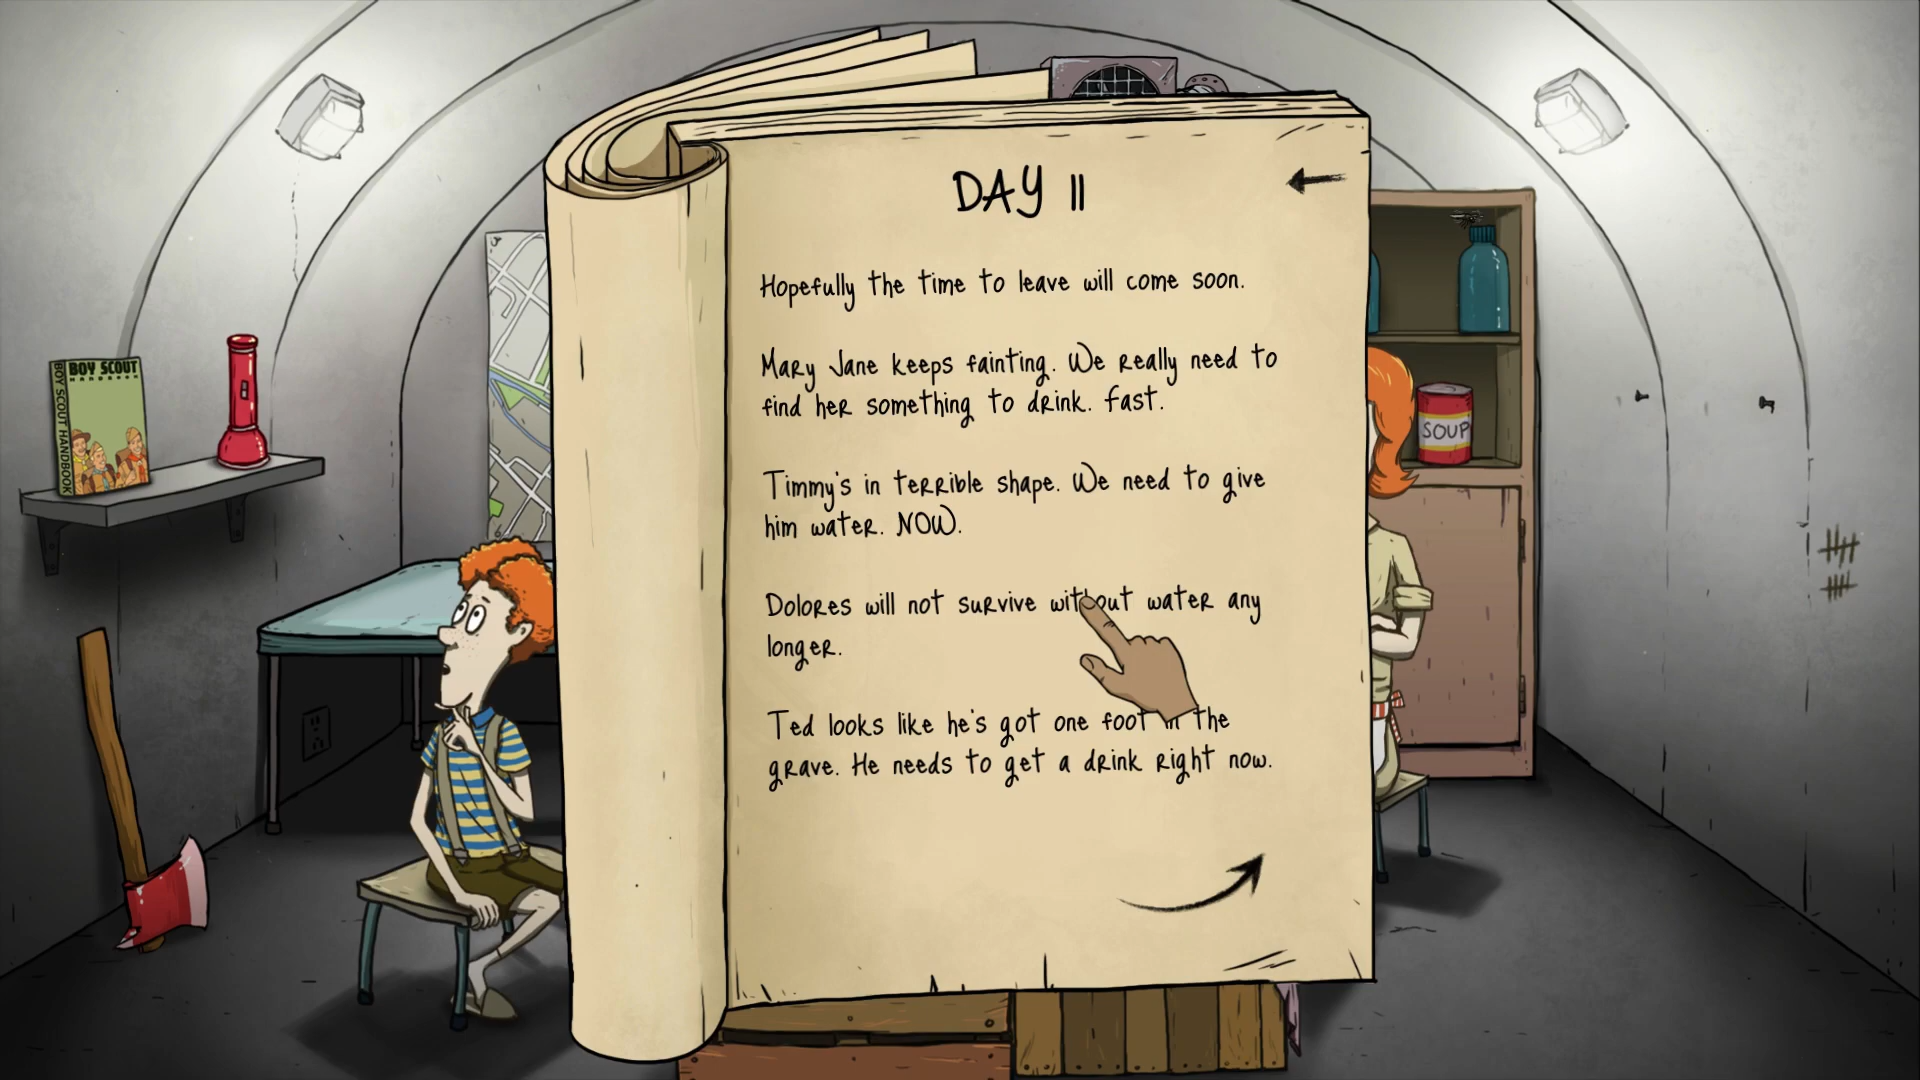 DAY 11
Hopefully the time to leave will come soon.
Mary Jane keeps fainting. We really need to
find her something to drink. Fast.
Timmy's in terrible shape. We need to give
him water. NOW.
Dolores will not survive without water any
longer.
Ted looks like he's got one foot in the
grave. He needs to get a drink right now.
BOY SCOUT
HANDBOOK
BOY SCOUT HANDBOOK
SOUP